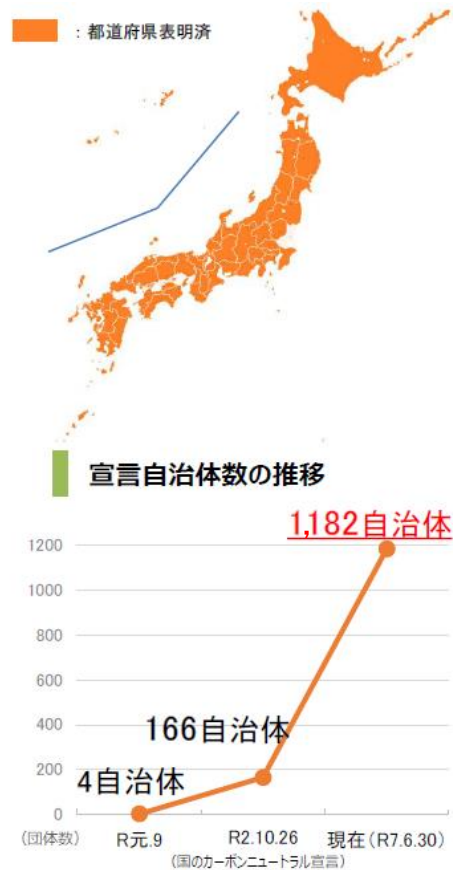 ：都道府県表明済
宣言自治体数の推移
1,182自治体
1200
1000
800
600
400
200
0
166自治体
4自治体
(団体数)
R元.9
R2.10.26
現在(R7.6.30)
(国のカーボンニュートラル宣言)